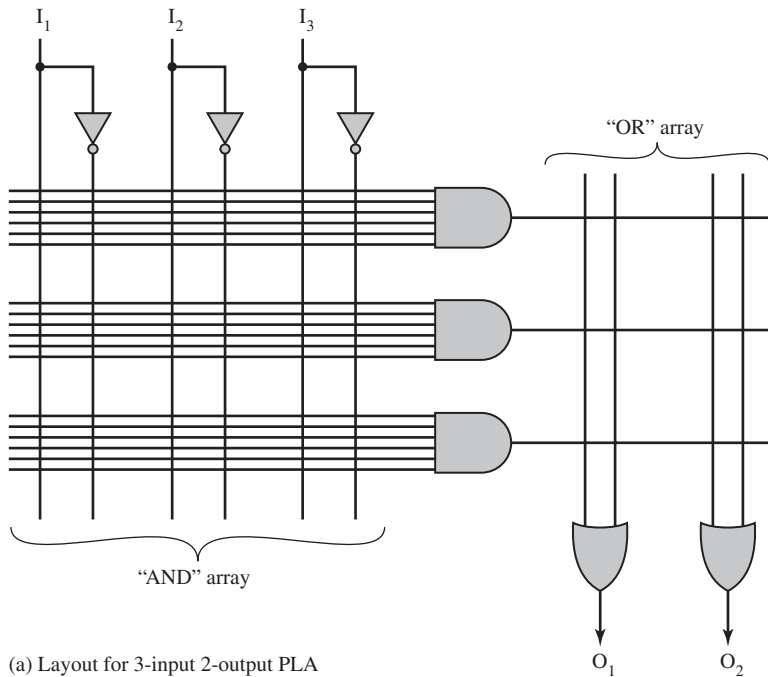 I₁ I₂ I₃
“OR” array
“AND” array
(a) Layout for 3-input 2-output PLA
O₁ O₂